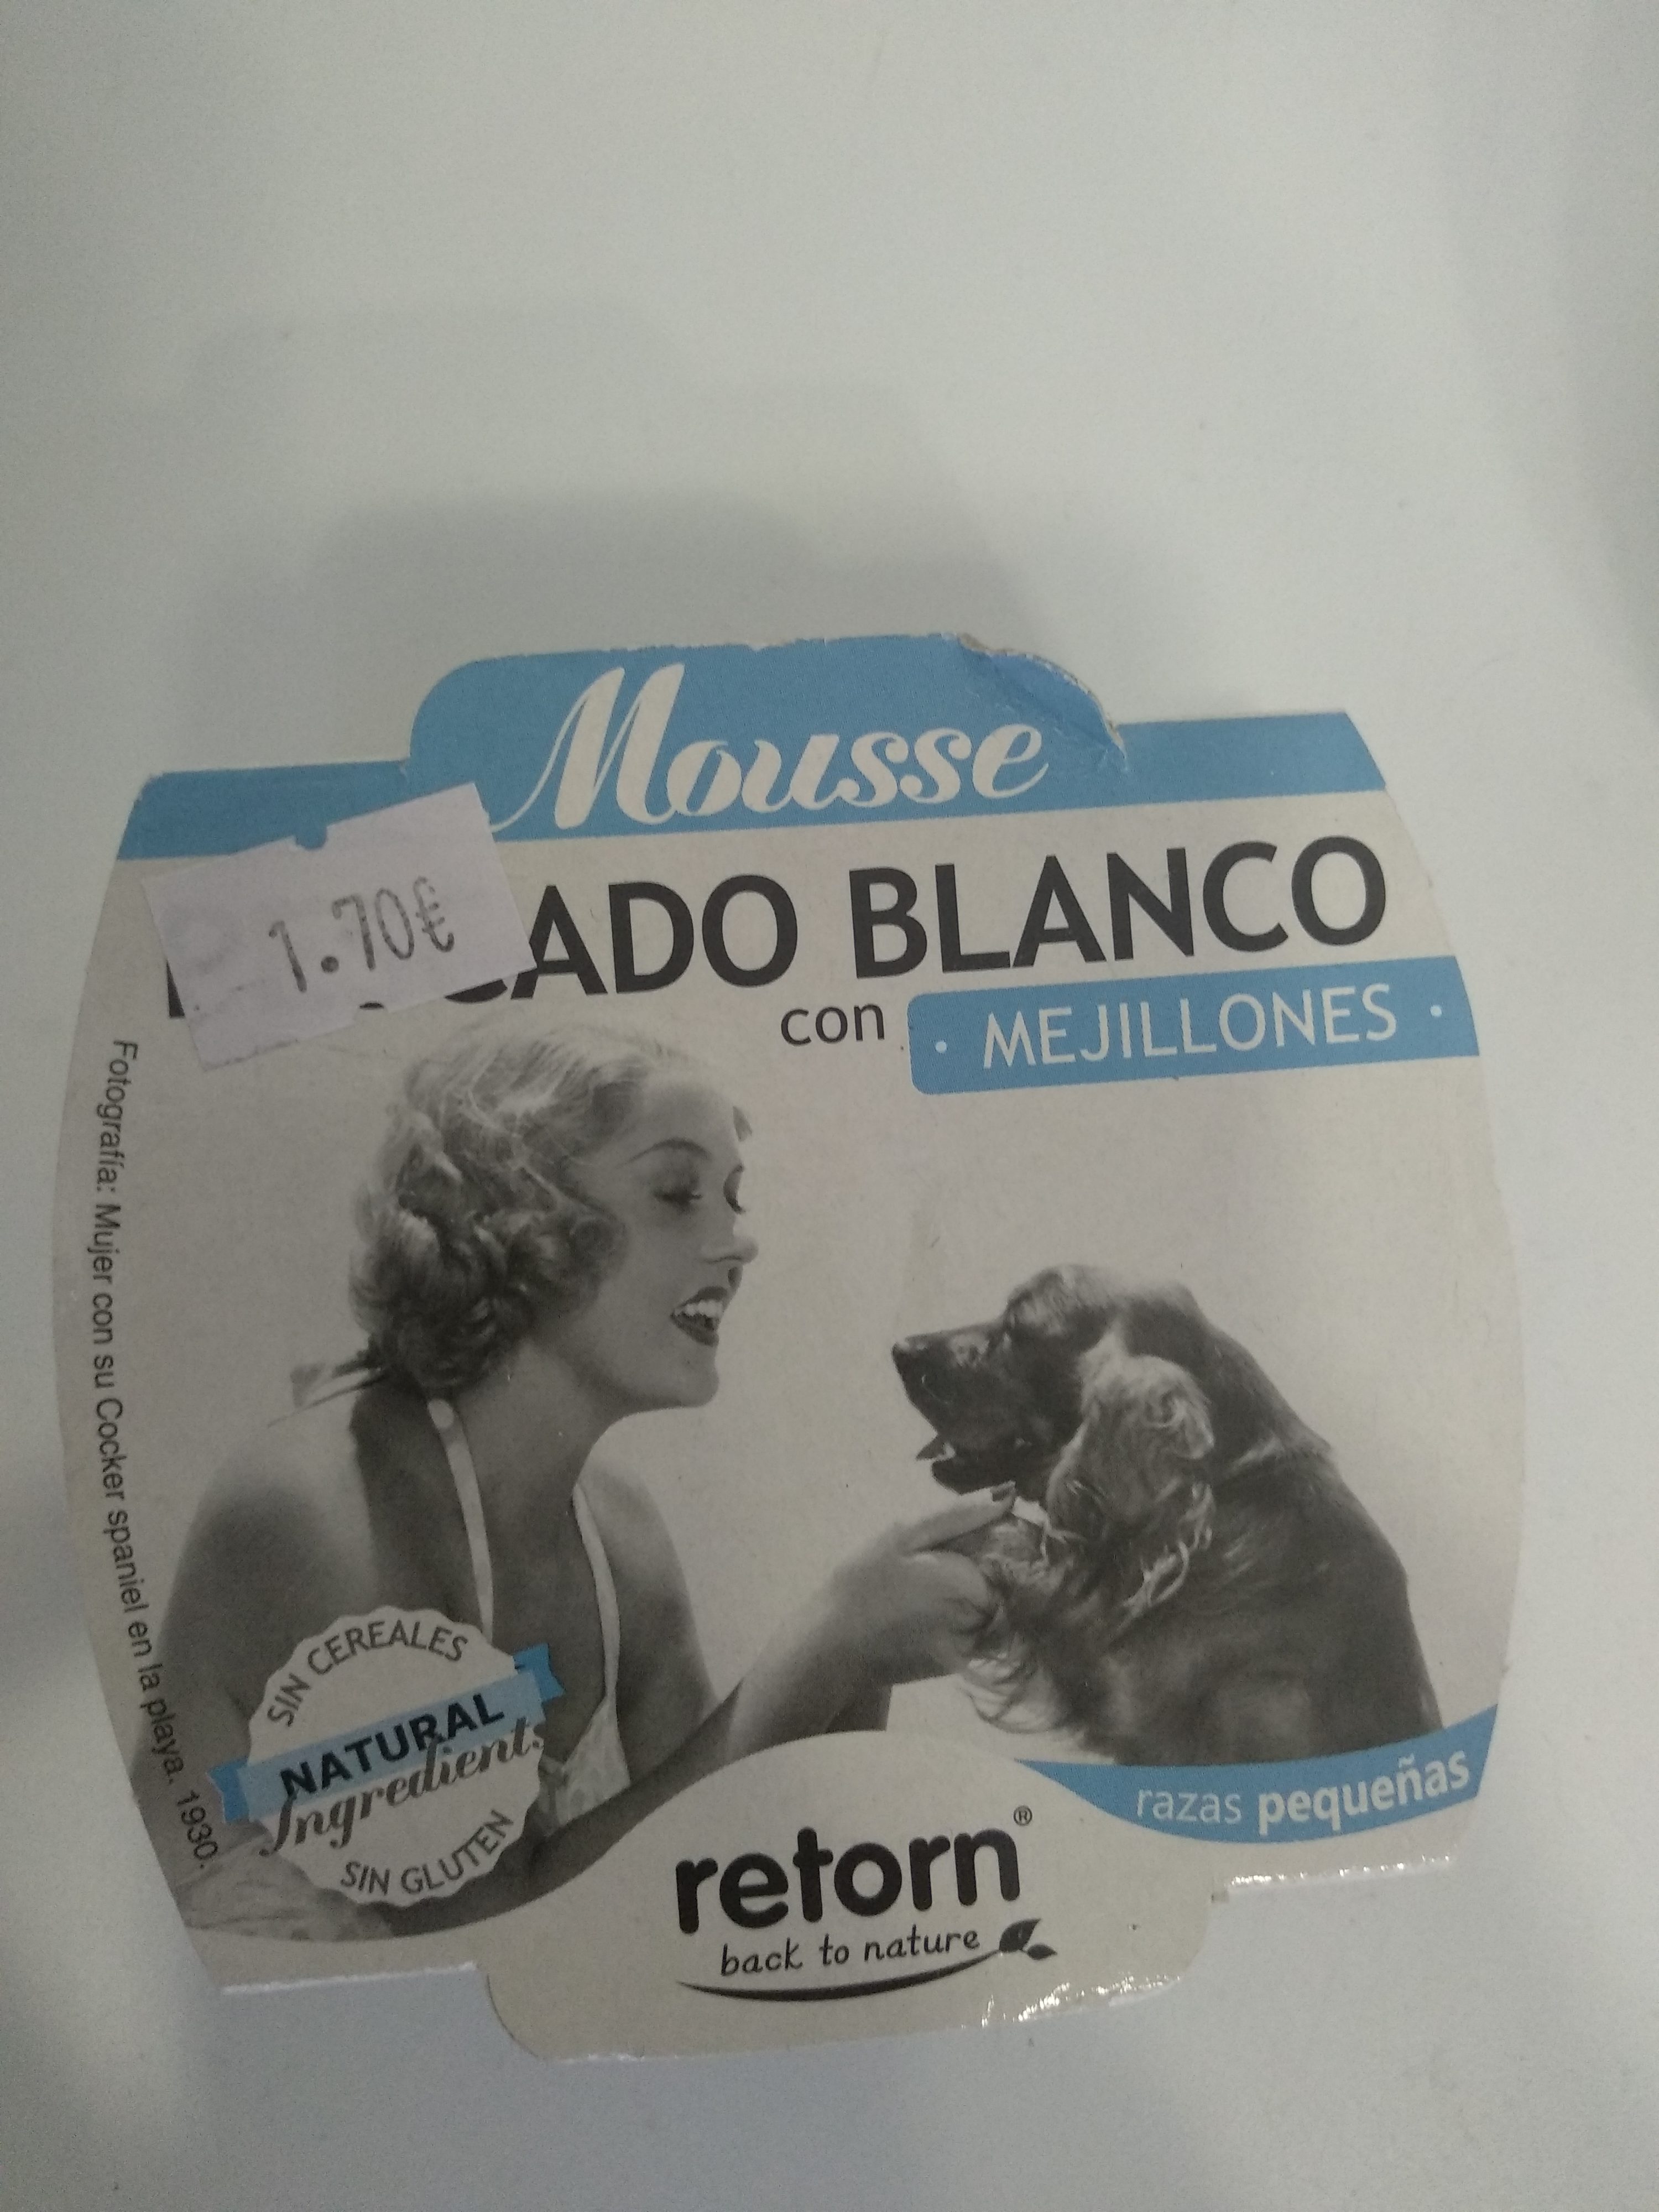 Mousse
1.70€
CADO BLANCO
con · MEJILLONES ·
Fotografía: Mujer con su Cocker spaniel en la playa. 1930.
SIN CEREALES
NATURAL
Ingredients
SIN GLUTEN
razas pequeñas
retorn®
back to nature